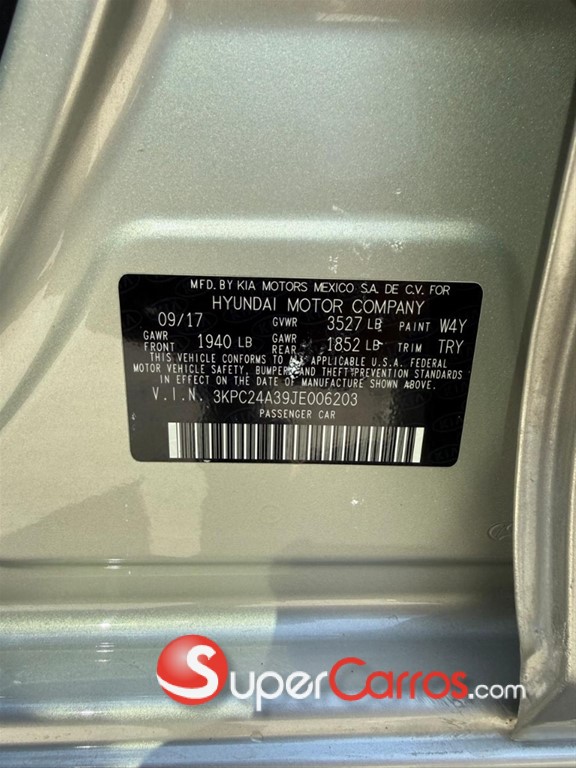 MFD. BY KIA MOTORS MEXICO S.A. DE C.V. FOR
HYUNDAI MOTOR COMPANY
09/17 GVWR 3527 LB PAINT W4Y
GAWR FRONT 1940 LB GAWR REAR 1852 LB TRIM TRY
THIS VEHICLE CONFORMS TO ALL APPLICABLE U.S.A. FEDERAL
MOTOR VEHICLE SAFETY, BUMPER, AND THEFT PREVENTION STANDARDS
IN EFFECT ON THE DATE OF MANUFACTURE SHOWN ABOVE.
V.I.N. 3KPC24A39JE006203
PASSENGER CAR
SuperCarros.com